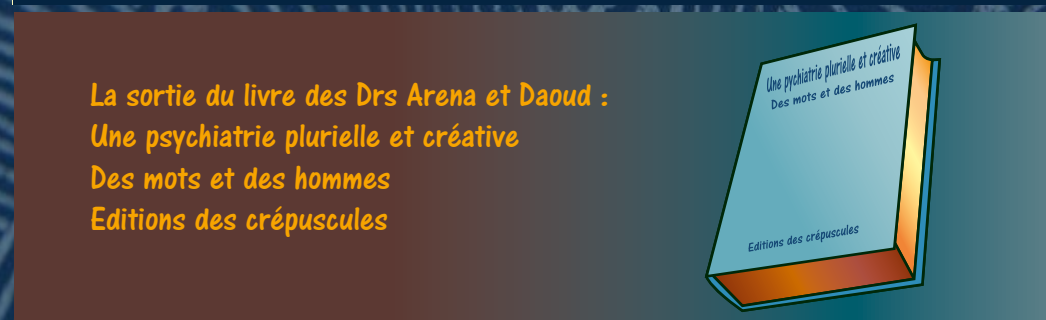 La sortie du livre des Drs Arena et Daoud :
Une psychiatrie plurielle et créative
Des mots et des hommes
Editions des crépuscules
Une pychiatrie plurielle et créative
Des mots et des hommes
Editions des crépuscules